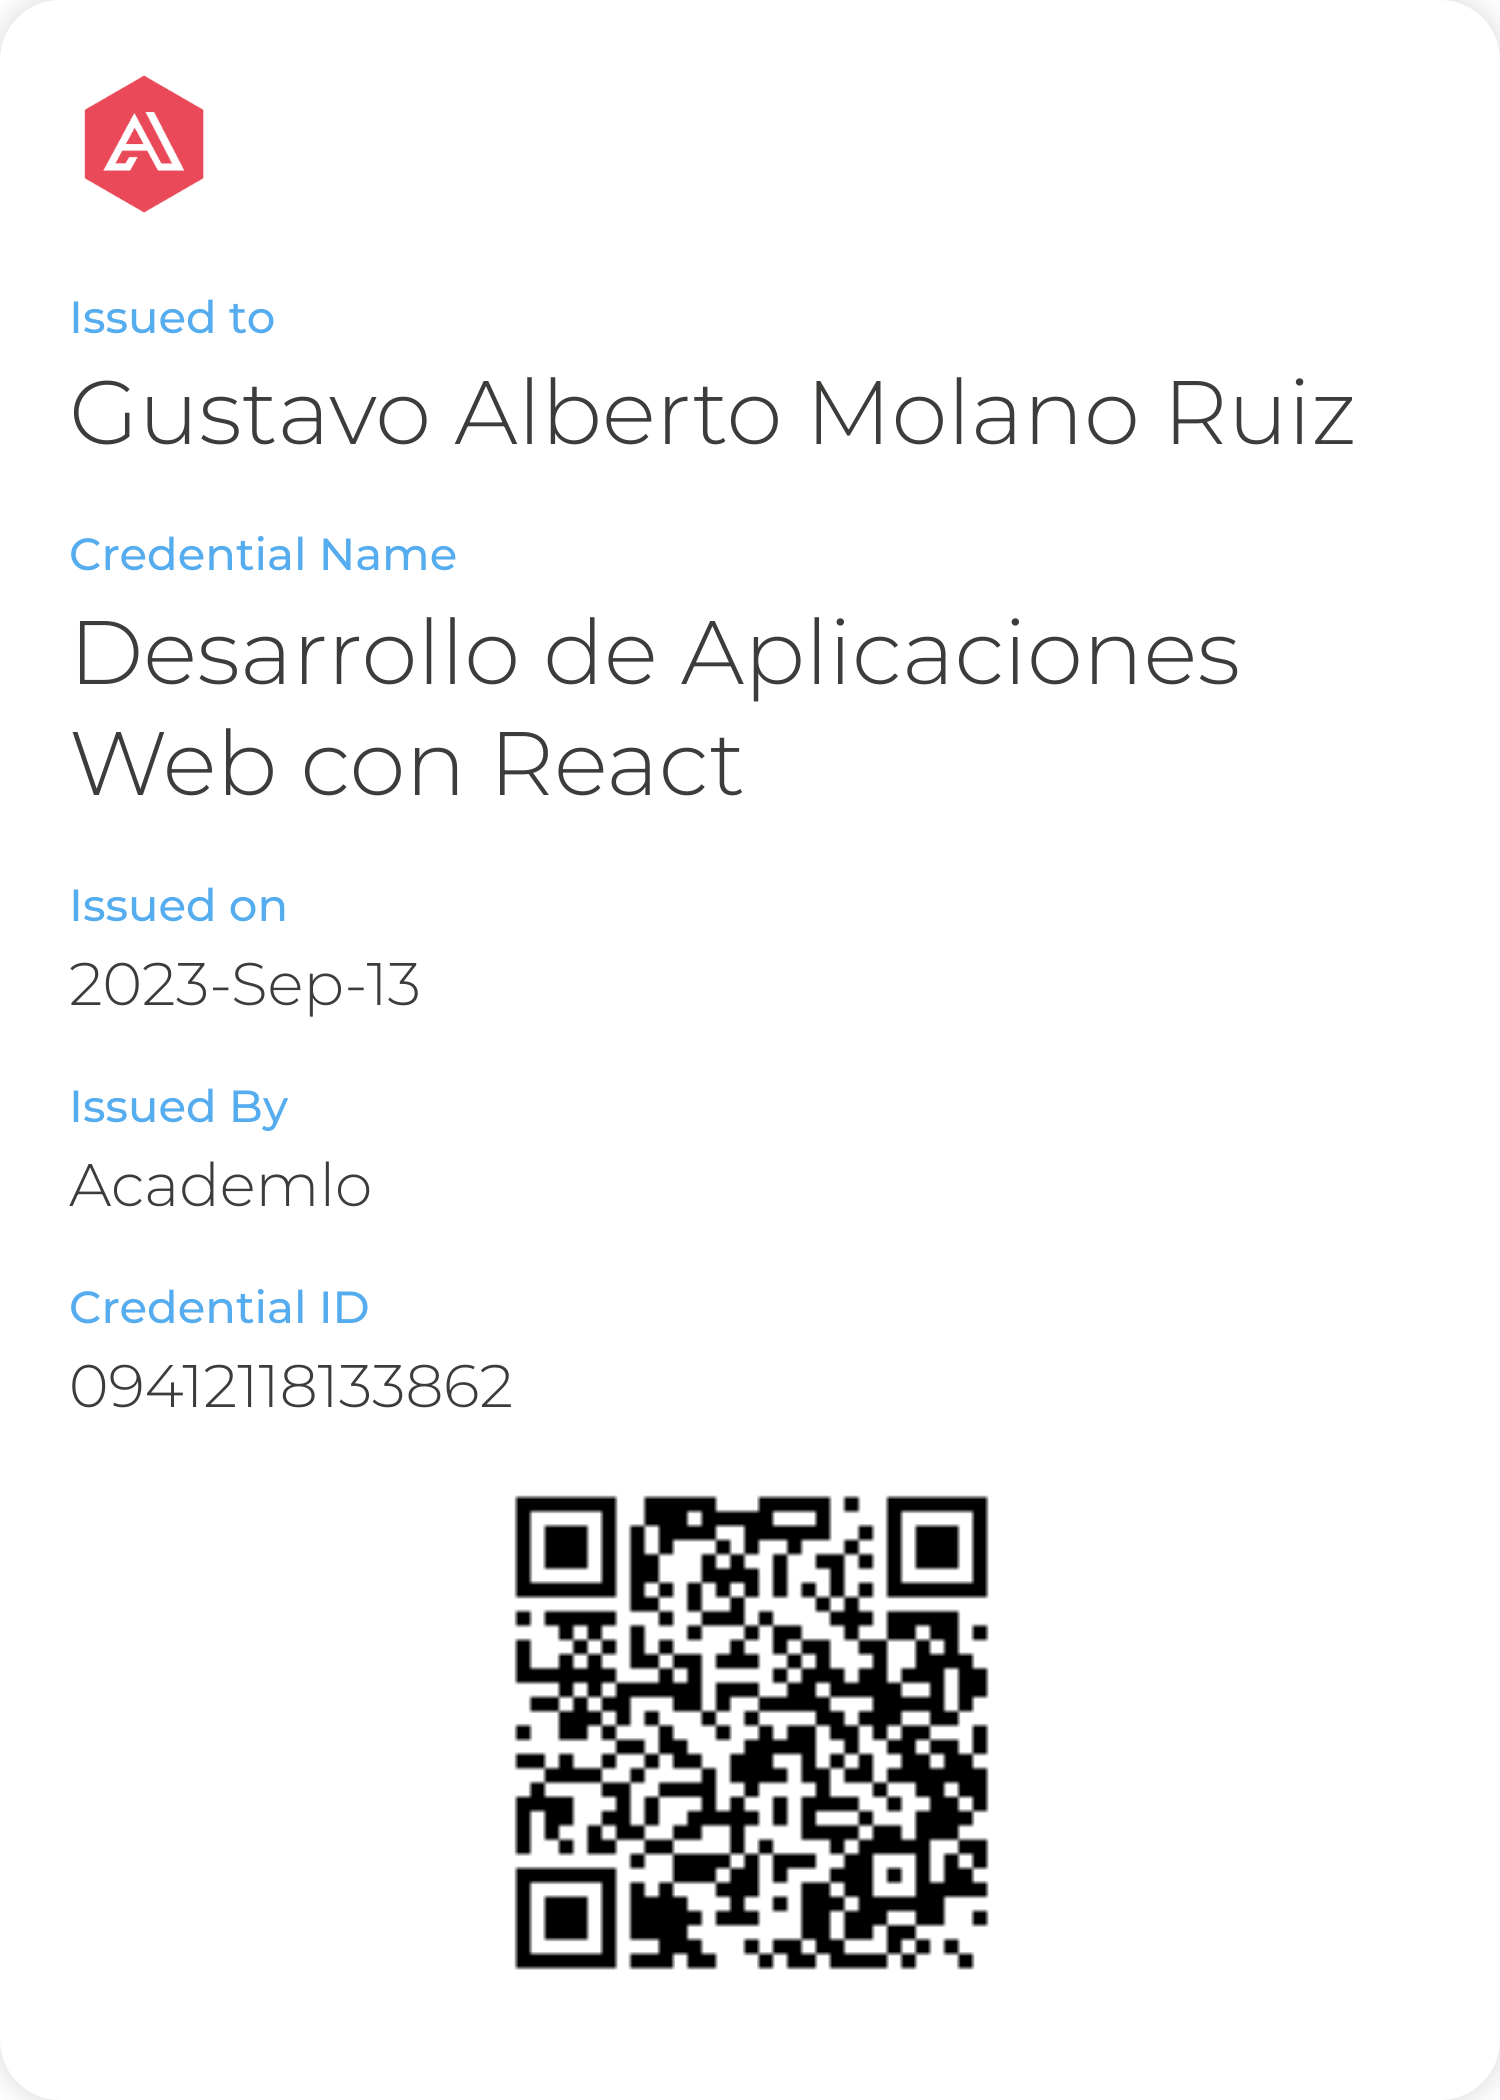 Issued to
Gustavo Alberto Molano Ruiz
Credential Name
Desarrollo de Aplicaciones
Web con React
Issued on
2023-Sep-13
Issued By
Academlo
Credential ID
09412118133862